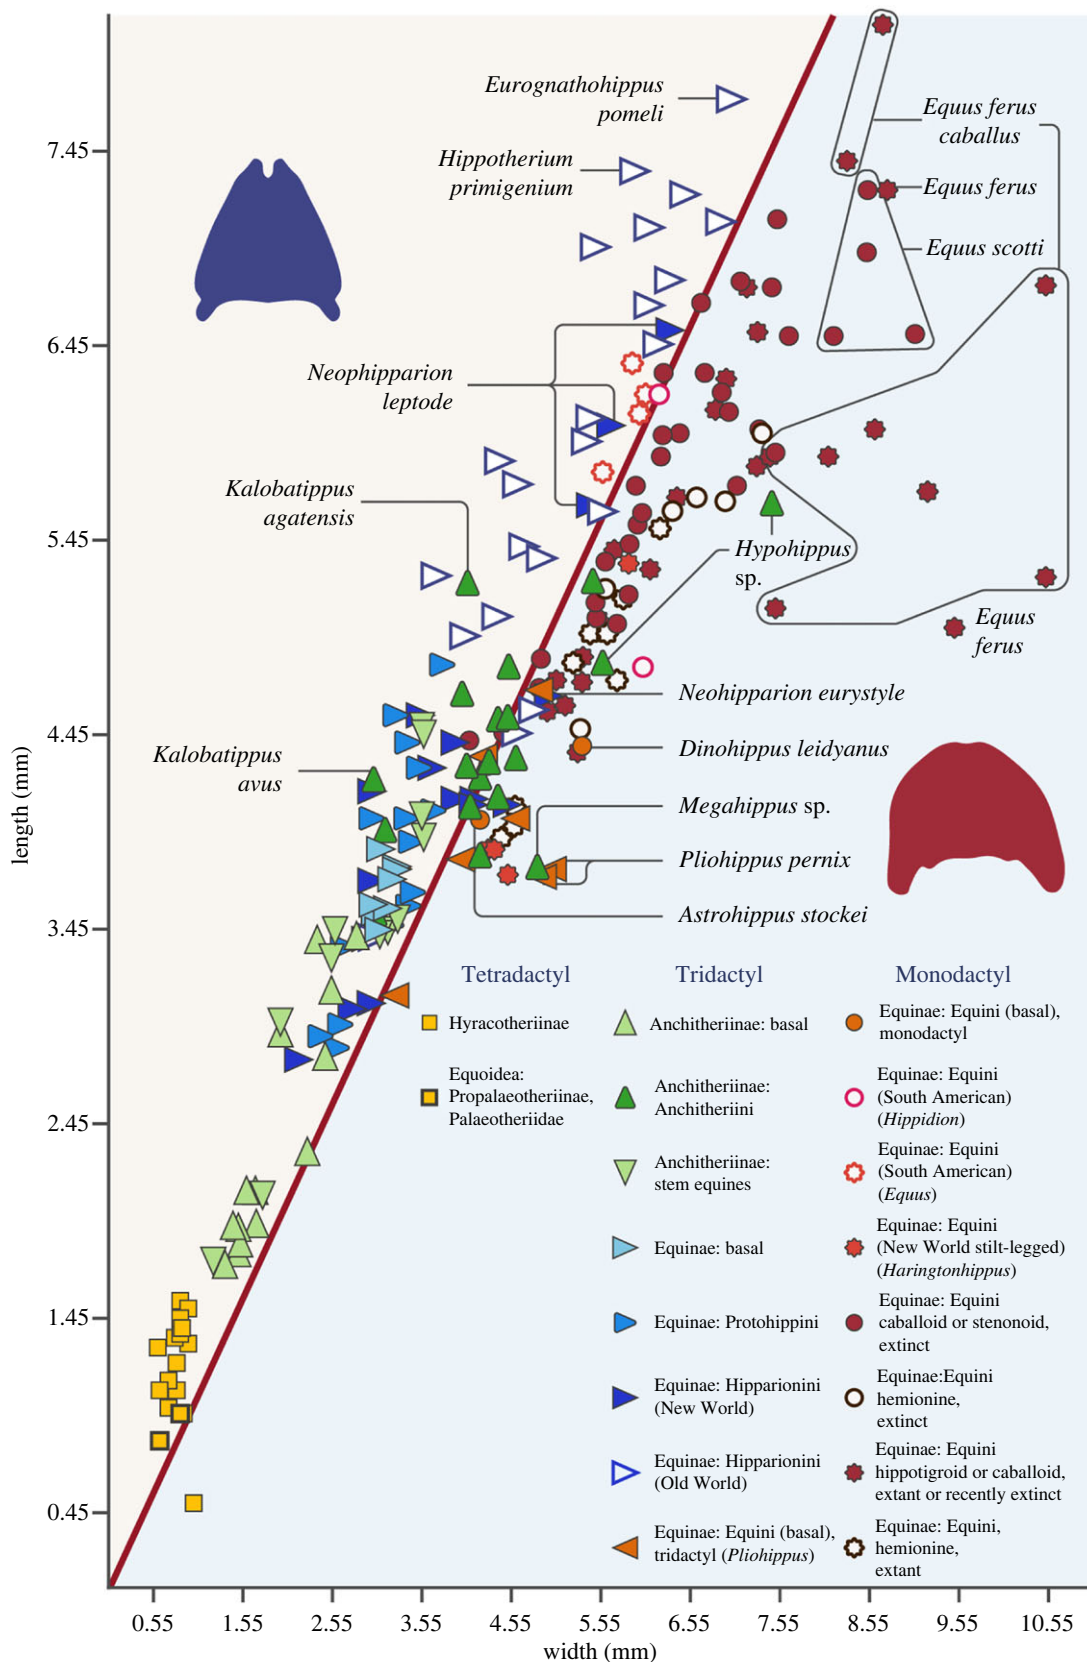 Eurognathohippus
pomeli
Hippotherium
primigenium
Equus ferus
caballus
Equus ferus
Equus scotti
Neophipparion
leptode
Kalobatippus
agatensis
Hypohippus
sp.
Equus
ferus
Neohipparion eurystyle
Dinohippus leidyanus
Kalobatippus
avus
Megahippus sp.
Pliohippus pernix
Astrohippus stockei
7.45
6.45
5.45
4.45
3.45
2.45
1.45
0.45
length (mm)
Tetradactyl
Hyracotheriinae
Equoidea:
Propalaeotheriinae,
Palaeotheriidae
Tridactyl
Anchitheriinae: basal
Anchitheriinae:
Anchitheriini
Anchitheriinae:
stem equines
Equinae: basal
Equinae: Protohippini
Equinae: Hipparionini
(New World)
Equinae: Hipparionini
(Old World)
Equinae: Equini (basal),
tridactyl (Pliohippus)
Monodactyl
Equinae: Equini (basal),
monodactyl
Equinae: Equini
(South American)
(Hippidion)
Equinae: Equini
(South American)
(Equus)
Equinae: Equini
(New World stilt-legged)
(Haringtonhippus)
Equinae: Equini
caballoid or stenonoid,
extinct
Equinae:Equini
hemionine,
extinct
Equinae: Equini
hippotigroid or caballoid,
extant or recently extinct
Equinae: Equini,
hemionine,
extant
0.55 1.55 2.55 3.55 4.55 5.55 6.55 7.55 8.55 9.55 10.55
width (mm)